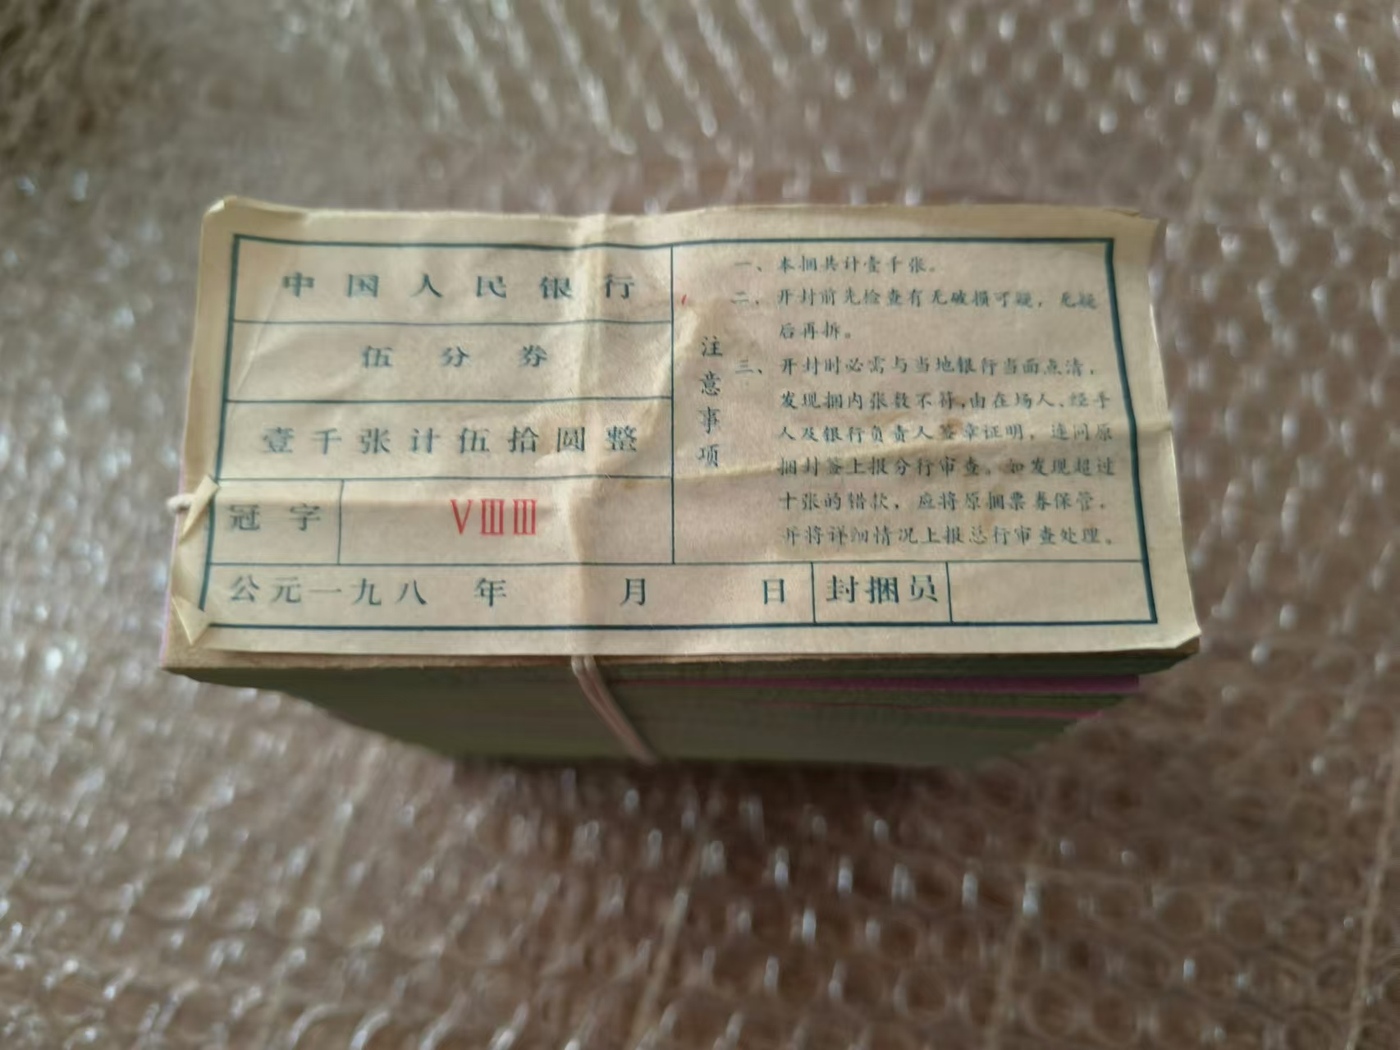 中国人民银行
伍分券
壹千张计伍拾圆整
冠字 VⅢⅢ
公元一九八 年 月 日 封捆员
注意事项
一、本捆共计壹千张。
二、开封前先检查有无破损可疑，无疑
后再拆。
三、开封时必需与当地银行当面点清，
发现捆内张数不符，由在场人、经手
人及银行负责人签章证明，连同原
捆封签上报分行审查。如发现超过
十张的错款，应将原捆票券保管，
并将详细情况上报总行审查处理。